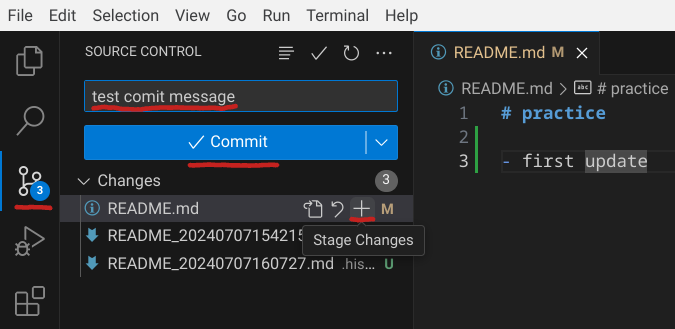 File Edit Selection View Go Run Terminal Help
SOURCE CONTROL
test comit message
Commit
Changes 3
README.md M
Stage Changes
README_20240707154215
README_20240707160727.md .his... U
3
README.md M
README.md > abc # practice
1 # practice
2
3 - first update